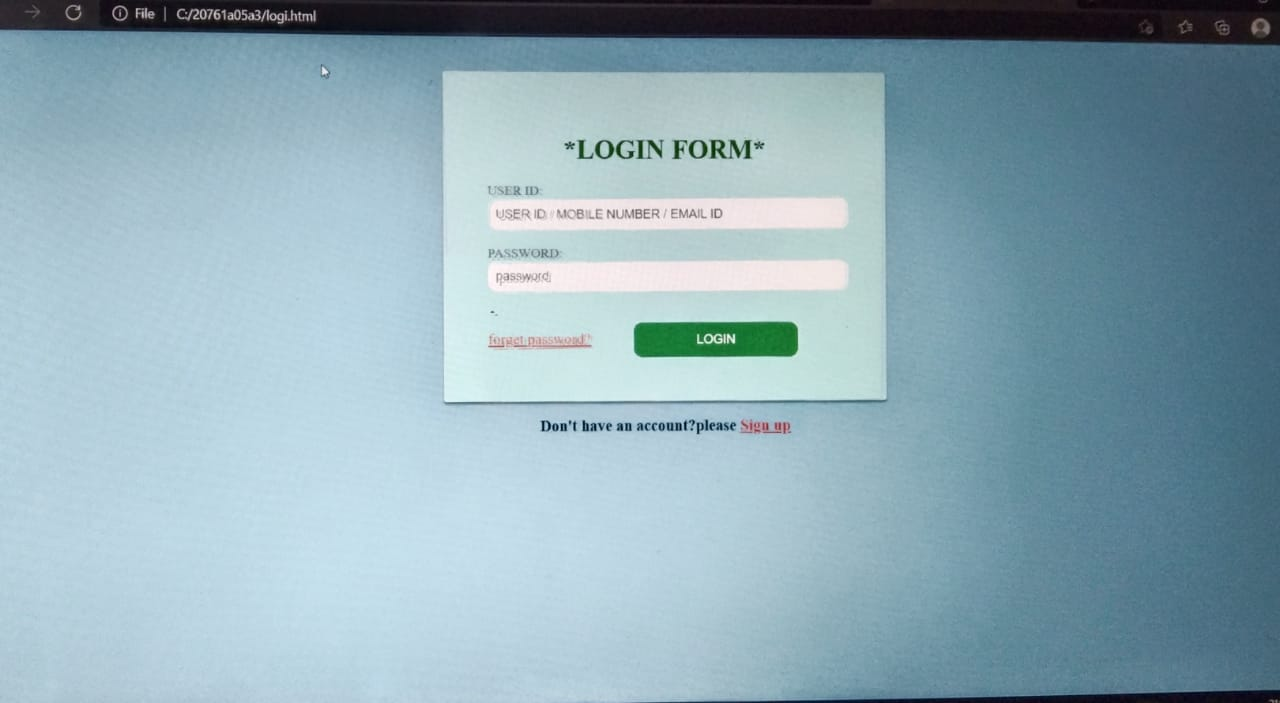 File | C:/20761a05a3/logi.html
*LOGIN FORM*
USER ID:
USER ID / MOBILE NUMBER / EMAIL ID
PASSWORD:
password
forget password?
LOGIN
Don't have an account?please Sign up